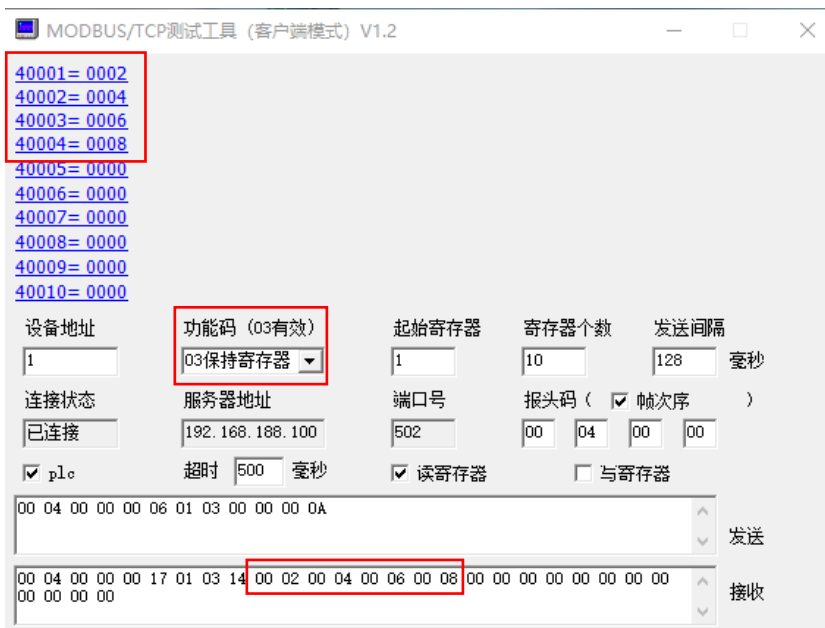 MODBUS/TCP测试工具（客户端模式）V1.2
40001= 0002
40002= 0004
40003= 0006
40004= 0008
40005= 0000
40006= 0000
40007= 0000
40008= 0000
40009= 0000
40010= 0000
设备地址 功能码（03有效） 起始寄存器 寄存器个数 发送间隔
1 03保持寄存器 1 10 128 毫秒
连接状态 服务器地址 端口号 报头码（ 帧次序 ）
已连接 192.168.188.100 502 00 04 00 00
plc 超时 500 毫秒 读寄存器 写寄存器
00 04 00 00 00 06 01 03 00 00 00 0A
发送
00 04 00 00 00 17 01 03 14 00 02 00 04 00 06 00 08 00 00 00 00 00 00 00 00
00 00 00 00
接收